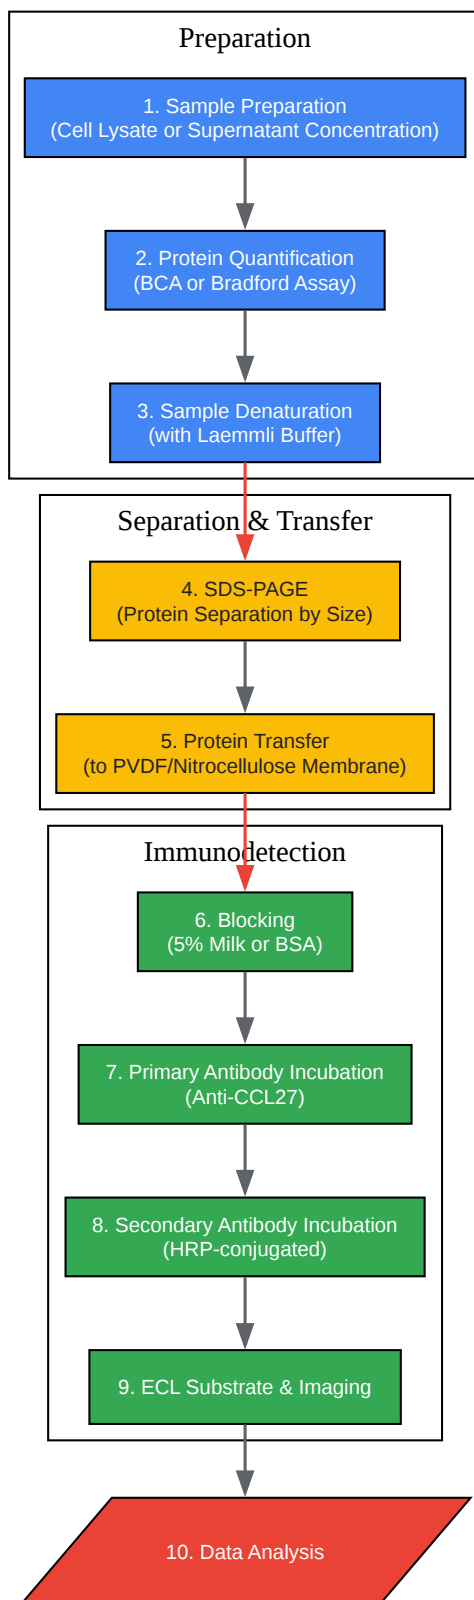 Preparation
1. Sample Preparation
(Cell Lysate or Supernatant Concentration)
2. Protein Quantification
(BCA or Bradford Assay)
3. Sample Denaturation
(with Laemmli Buffer)
Separation & Transfer
4. SDS-PAGE
(Protein Separation by Size)
5. Protein Transfer
(to PVDF/Nitrocellulose Membrane)
Immunodetection
6. Blocking
(5% Milk or BSA)
7. Primary Antibody Incubation
(Anti-CCL27)
8. Secondary Antibody Incubation
(HRP-conjugated)
9. ECL Substrate & Imaging
10. Data Analysis